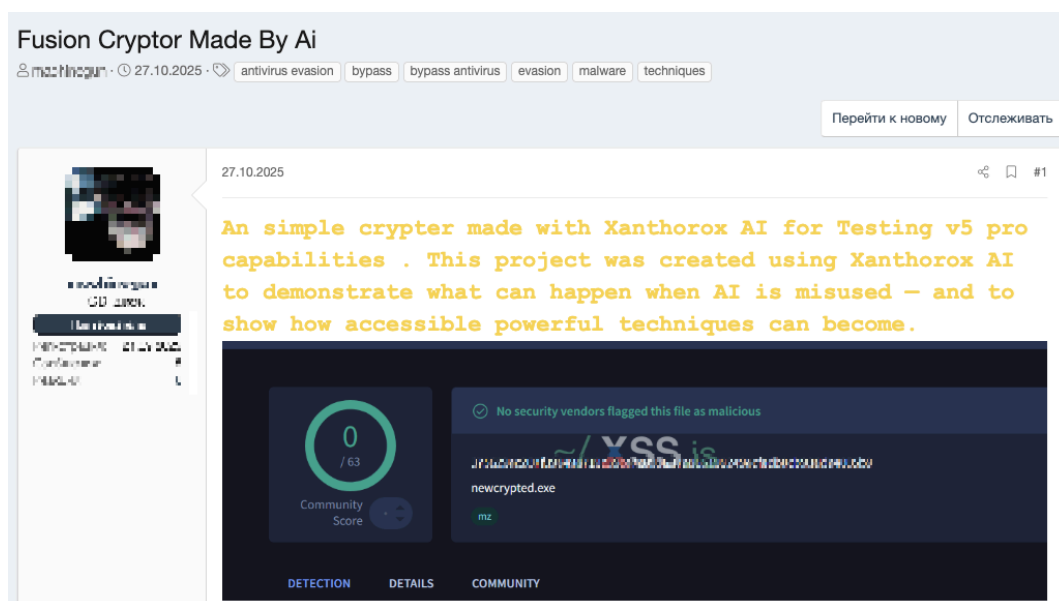 Fusion Cryptor Made By Ai
27.10.2025 · antivirus evasion bypass bypass antivirus evasion malware techniques
Перейти к новому Отслеживать
27.10.2025 #1
An simple crypter made with Xanthorox AI for Testing v5 pro
capabilities . This project was created using Xanthorox AI
to demonstrate what can happen when AI is misused — and to
show how accessible powerful techniques can become.
No security vendors flagged this file as malicious
0
/ 63
~/ XSS.is
newcrypted.exe
Community
Score
mz
DETECTION DETAILS COMMUNITY